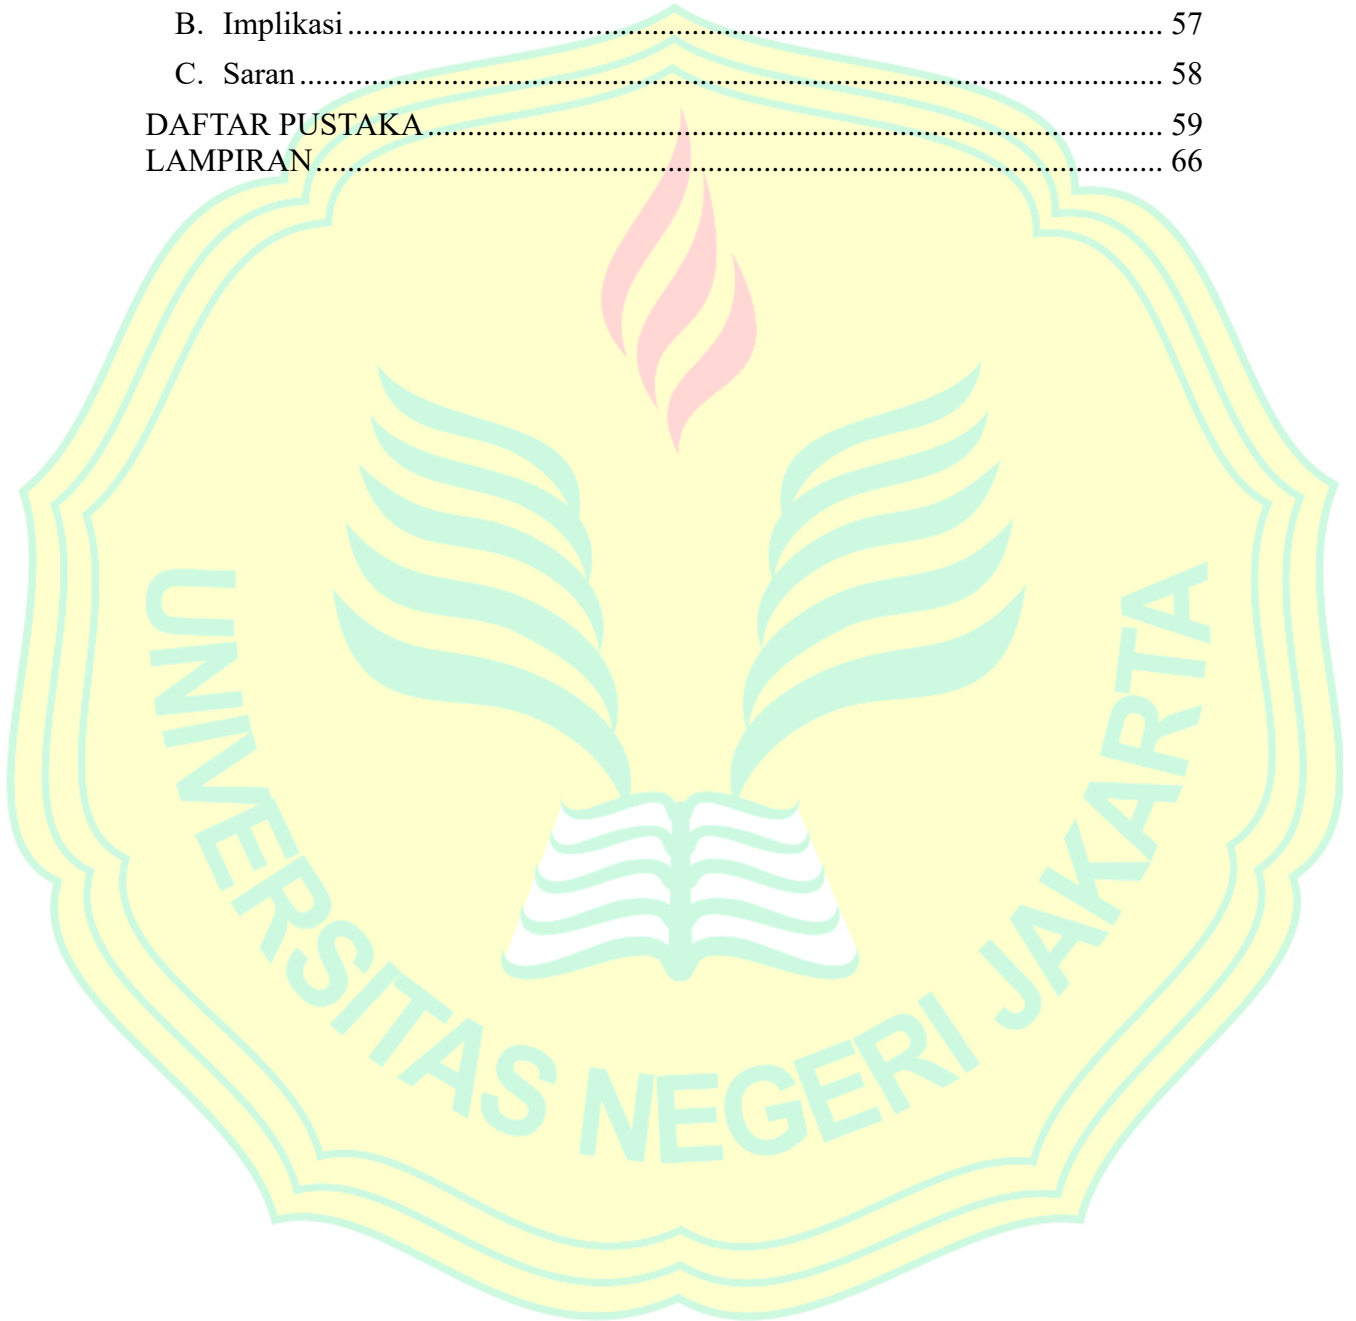 B. Implikasi........................................................................................................ 57
C. Saran.............................................................................................................. 58
DAFTAR PUSTAKA.............................................................................................. 59
LAMPIRAN............................................................................................................ 66
UNIVERSITAS NEGERI JAKARTA